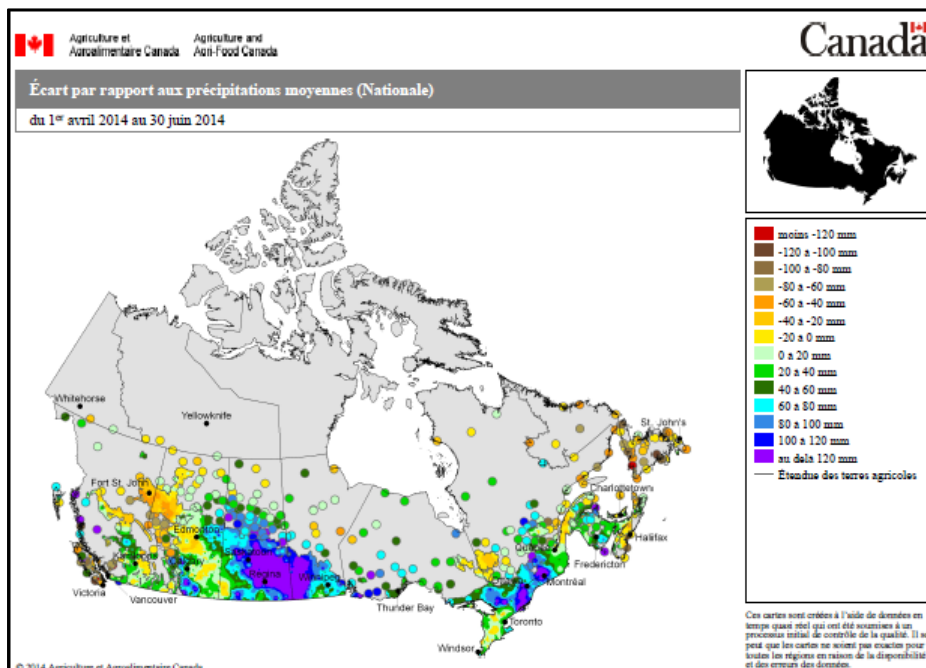 Agriculture et
Agroalimentaire Canada
Agriculture and
Agri-Food Canada
Canada
Écart par rapport aux précipitations moyennes (Nationale)
du 1er avril 2014 au 30 juin 2014
moins -120 mm
-120 à -100 mm
-100 à -80 mm
-80 à -60 mm
-60 à -40 mm
-40 à -20 mm
-20 à 0 mm
0 à 20 mm
20 à 40 mm
40 à 60 mm
60 à 80 mm
80 à 100 mm
100 à 120 mm
au dela 120 mm
Étendue des terres agricoles
Whitehorse
Yellowknife
St. John's
Fort St. John
Charlottetown
Edmonton
Halifax
Saskatoon
Fredericton
Regina
Winnipeg
Montréal
Victoria
Vancouver
Thunder Bay
Toronto
Windsor
Ces cartes sont créées à l'aide de données en
temps quasi réel qui ont été soumises à un
processus initial de contrôle de la qualité. Il se
peut que les cartes ne soient pas exactes pour
toutes les régions en raison de la disponibilité
et des erreurs des données.
© 2014 Agriculture et Agroalimentaire Canada